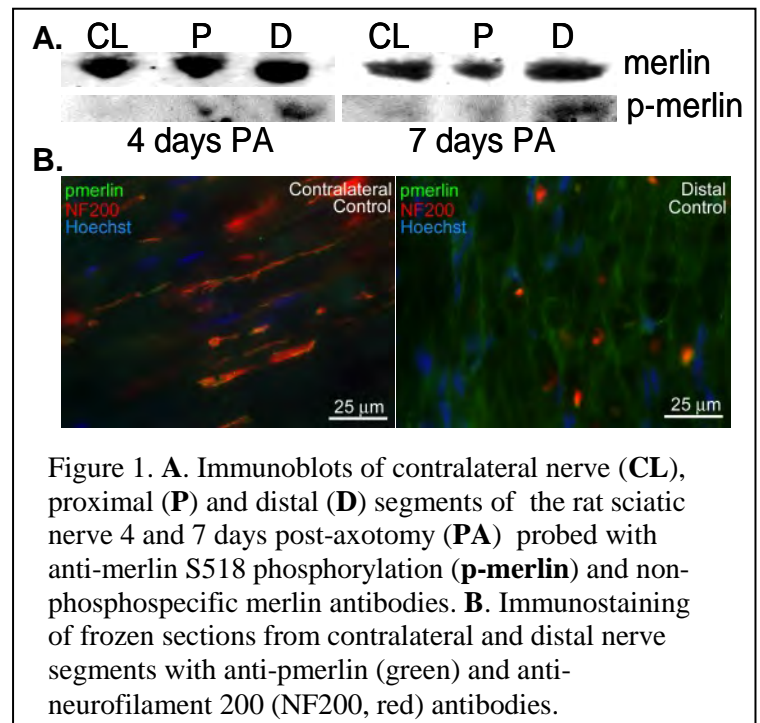 A. CL P D CL P D
merlin
p-merlin
4 days PA 7 days PA
B.
pmerlin Contralateral pmerlin Distal
NF200 Control NF200 Control
Hoechst Hoechst
25 µm 25 µm
Figure 1. A. Immunoblots of contralateral nerve (CL),
proximal (P) and distal (D) segments of the rat sciatic
nerve 4 and 7 days post-axotomy (PA) probed with
anti-merlin S518 phosphorylation (p-merlin) and non-
phosphospecific merlin antibodies. B. Immunostaining
of frozen sections from contralateral and distal nerve
segments with anti-pmerlin (green) and anti-
neurofilament 200 (NF200, red) antibodies.